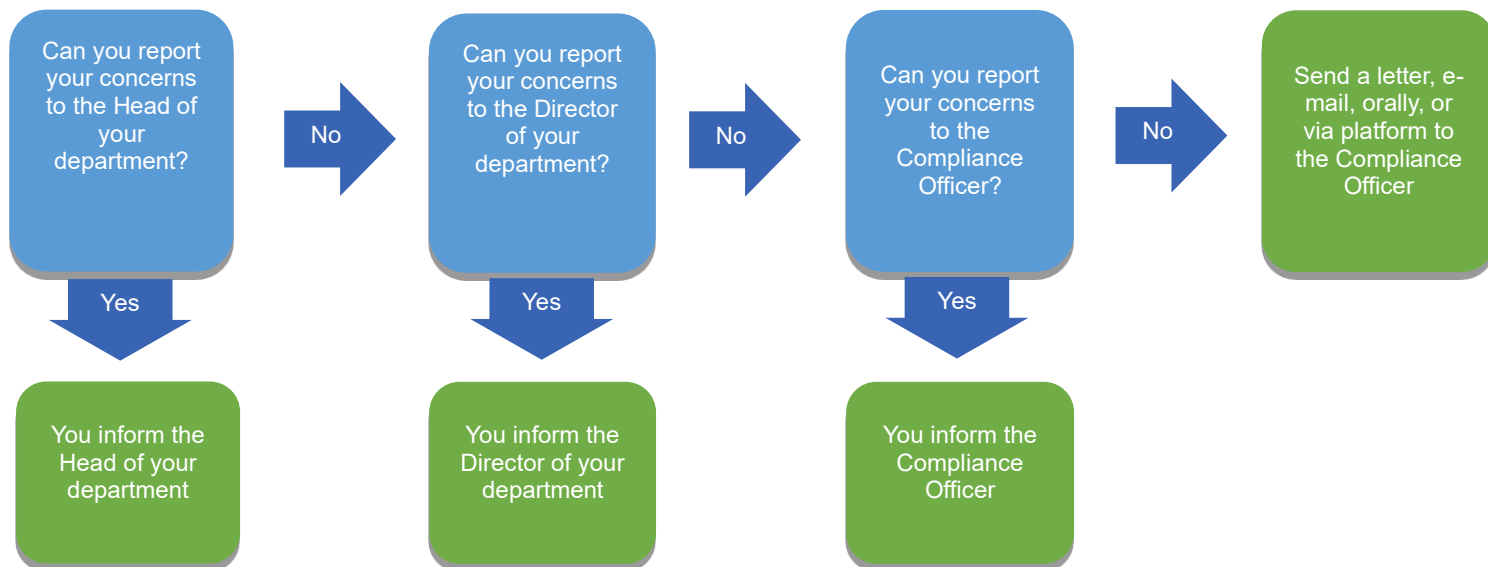 Can you report
your concerns
to the Head of
your
department?
No
Can you report
your concerns
to the Director
of your
department?
No
Can you report
your concerns
to the
Compliance
Officer?
No
Send a letter, e-
mail, orally, or
via platform to
the Compliance
Officer
Yes
Yes
Yes
You inform the
Head of your
department
You inform the
Director of your
department
You inform the
Compliance
Officer